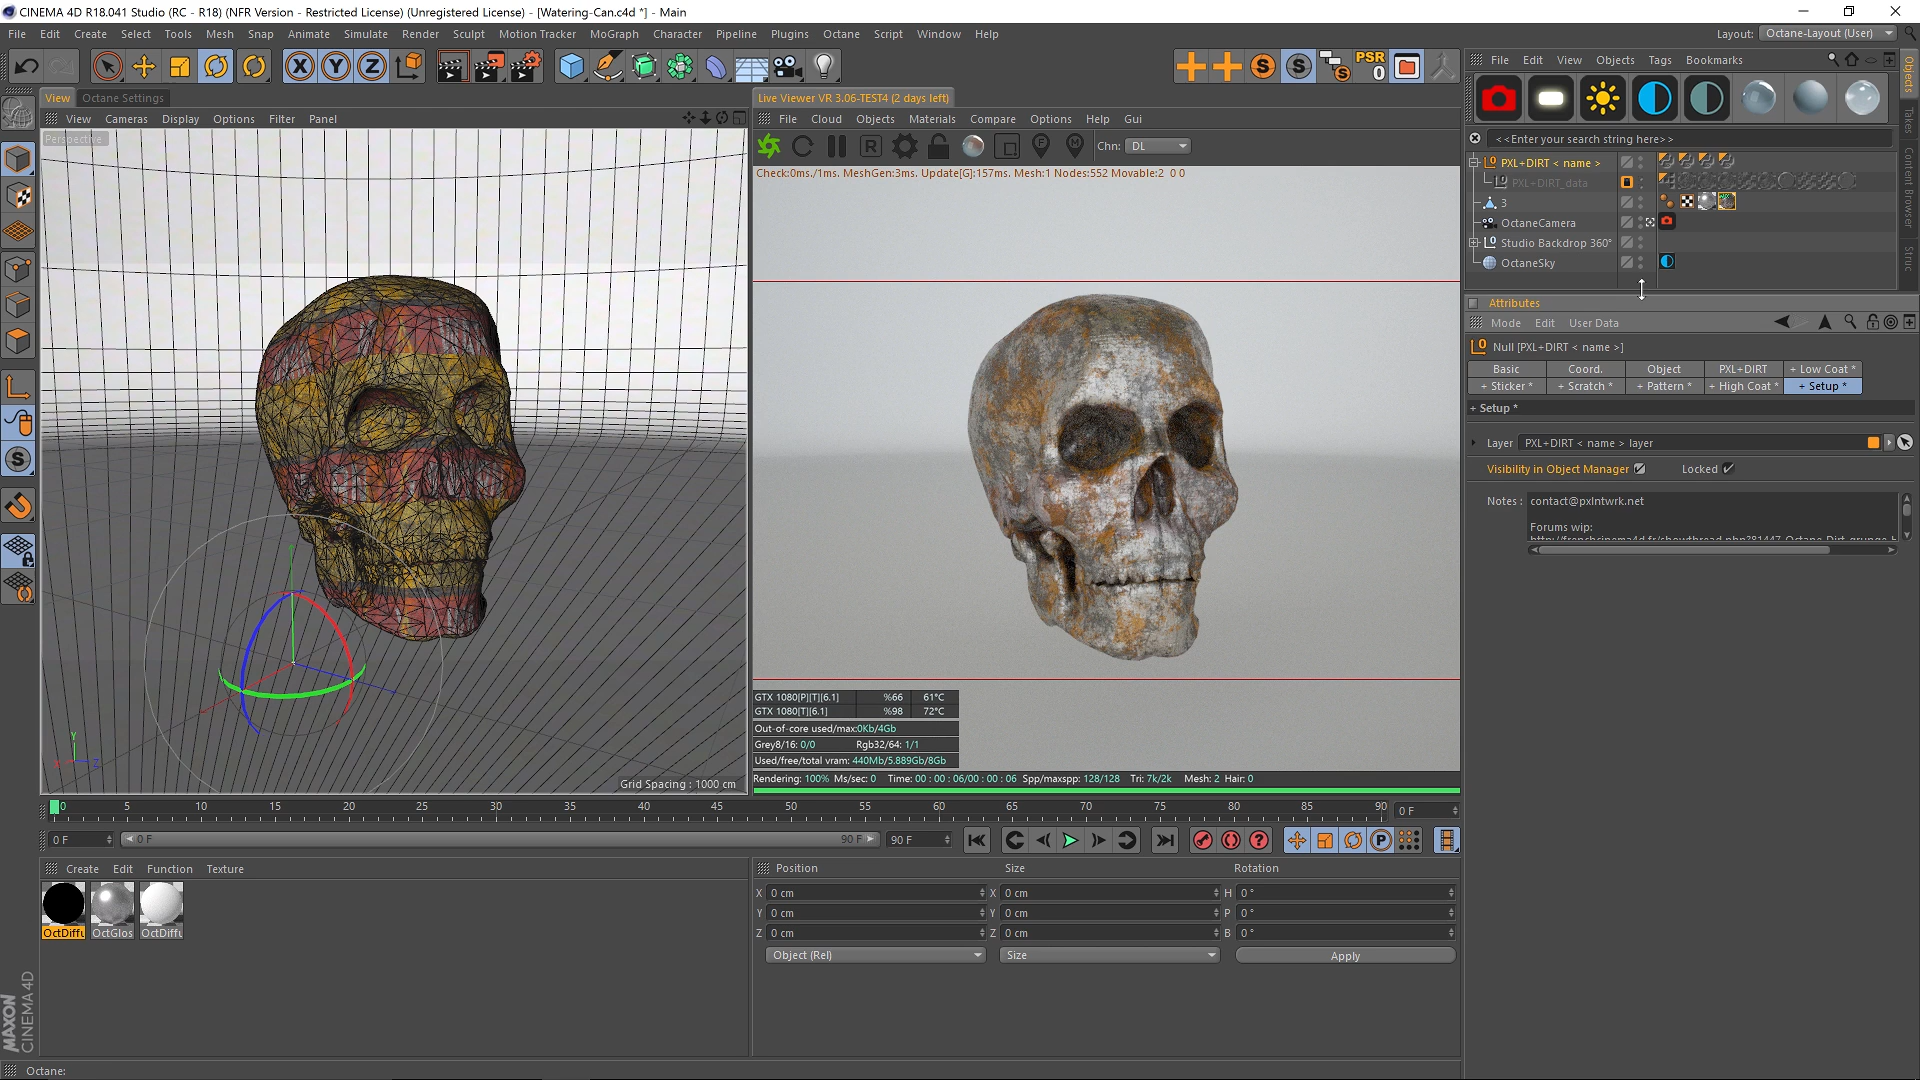 CINEMA 4D R18.041 Studio (RC - R18) (NFR Version - Restricted License) (Unregistered License) - [Watering-Can.c4d *] - Main
File Edit Create Select Tools Mesh Snap Animate Simulate Render Sculpt Motion Tracker MoGraph Character Pipeline Plugins Octane Script Window Help
Layout: Octane-Layout (User)
X Y Z
PSR
0
View Octane Settings
View Cameras Display Options Filter Panel
Perspective
Grid Spacing : 1000 cm
Live Viewer VR 3.06-TEST4 (2 days left)
File Cloud Objects Materials Compare Options Help Gui
Chn: DL
Check:0ms./1ms. MeshGen:3ms. Update[G]:157ms. Mesh:1 Nodes:552 Movable:2 0 0
GTX 1080[P][T][6.1] %66 61°C
GTX 1080[T][6.1] %98 72°C
Out-of-core used/max:0Kb/4Gb
Grey8/16: 0/0 Rgb32/64: 1/1
Used/free/total vram: 440Mb/5.889Gb/8Gb
Rendering: 100% Ms/sec: 0 Time: 00 : 00 : 06/00 : 00 : 06 Spp/maxspp: 128/128 Tri: 7k/2k Mesh: 2 Hair: 0
File Edit View Objects Tags Bookmarks
<<Enter your search string here>>
PXL+DIRT < name >
PXL+DIRT_data
3
OctaneCamera
Studio Backdrop 360°
OctaneSky
Objects
Takes
Content Browser
Struc
Attributes
Mode Edit User Data
Null [PXL+DIRT < name >]
Basic Coord. Object PXL+DIRT + Low Coat *
+ Sticker * + Scratch * + Pattern * + High Coat * + Setup *
+ Setup *
Layer PXL+DIRT < name > layer
Visibility in Object Manager Locked
Notes : contact@pxlntwrk.net
Forums wip:
0 5 10 15 20 25 30 35 40 45 50 55 60 65 70 75 80 85 90 0 F
0 F 0 F 90 F 90 F
Create Edit Function Texture
OctDiffu OctGlos OctDiffu
Position Size Rotation
X 0 cm X 0 cm H 0 °
Y 0 cm Y 0 cm P 0 °
Z 0 cm Z 0 cm B 0 °
Object (Rel) Size Apply
MAXON
CINEMA 4D
Octane: